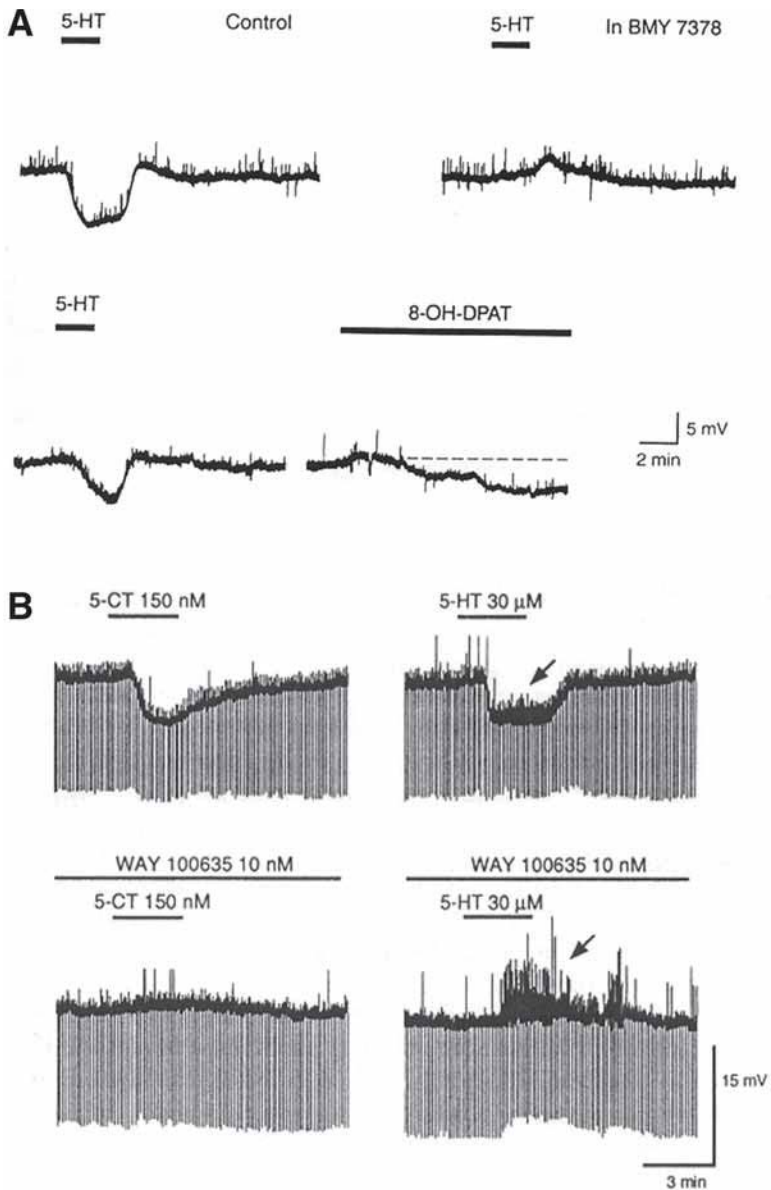 A
5-HT Control 5-HT In BMY 7378
5-HT 8-OH-DPAT
5 mV
2 min
B
5-CT 150 nM 5-HT 30 µM
WAY 100635 10 nM WAY 100635 10 nM
5-CT 150 nM 5-HT 30 µM
15 mV
3 min